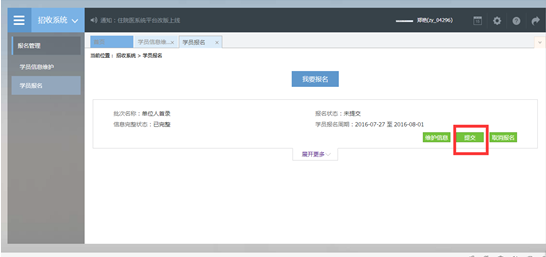 招收系统
通知：住院医系统平台改版上线
郑艳(zy_04296)
报名管理
学员信息维护
学员报名
学员信息维...×
学员报名 ×
当前位置： 招收系统 > 学员报名
我要报名
批次名称：单位人首录
报名状态：未提交
信息完整状态：已完整
学员报名周期：2016-07-27 至 2016-08-01
维护信息
提交
取消报名
展开更多